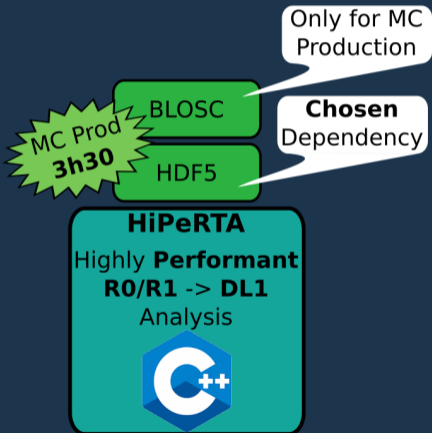 Only for MC
Production
BLOSC
Chosen
Dependency
MC Prod
3h30
HDF5
HiPeRTA
Highly Performant
R0/R1 -> DL1
Analysis
C++